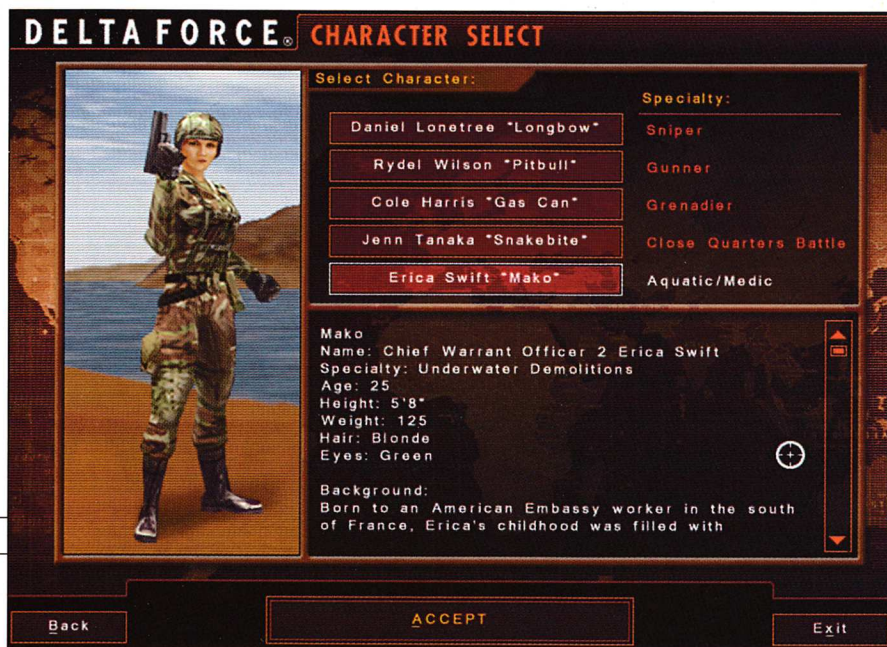 DELTA FORCE® CHARACTER SELECT
Select Character:
Specialty:
Daniel Lonetree "Longbow"
Sniper
Rydel Wilson "Pitbull"
Gunner
Cole Harris "Gas Can"
Grenadier
Jenn Tanaka "Snakebite"
Close Quarters Battle
Erica Swift "Mako"
Aquatic/Medic
Mako
Name: Chief Warrant Officer 2 Erica Swift
Specialty: Underwater Demolitions
Age: 25
Height: 5'8"
Weight: 125
Hair: Blonde
Eyes: Green
Background:
Born to an American Embassy worker in the south
of France, Erica's childhood was filled with
Back
ACCEPT
Exit